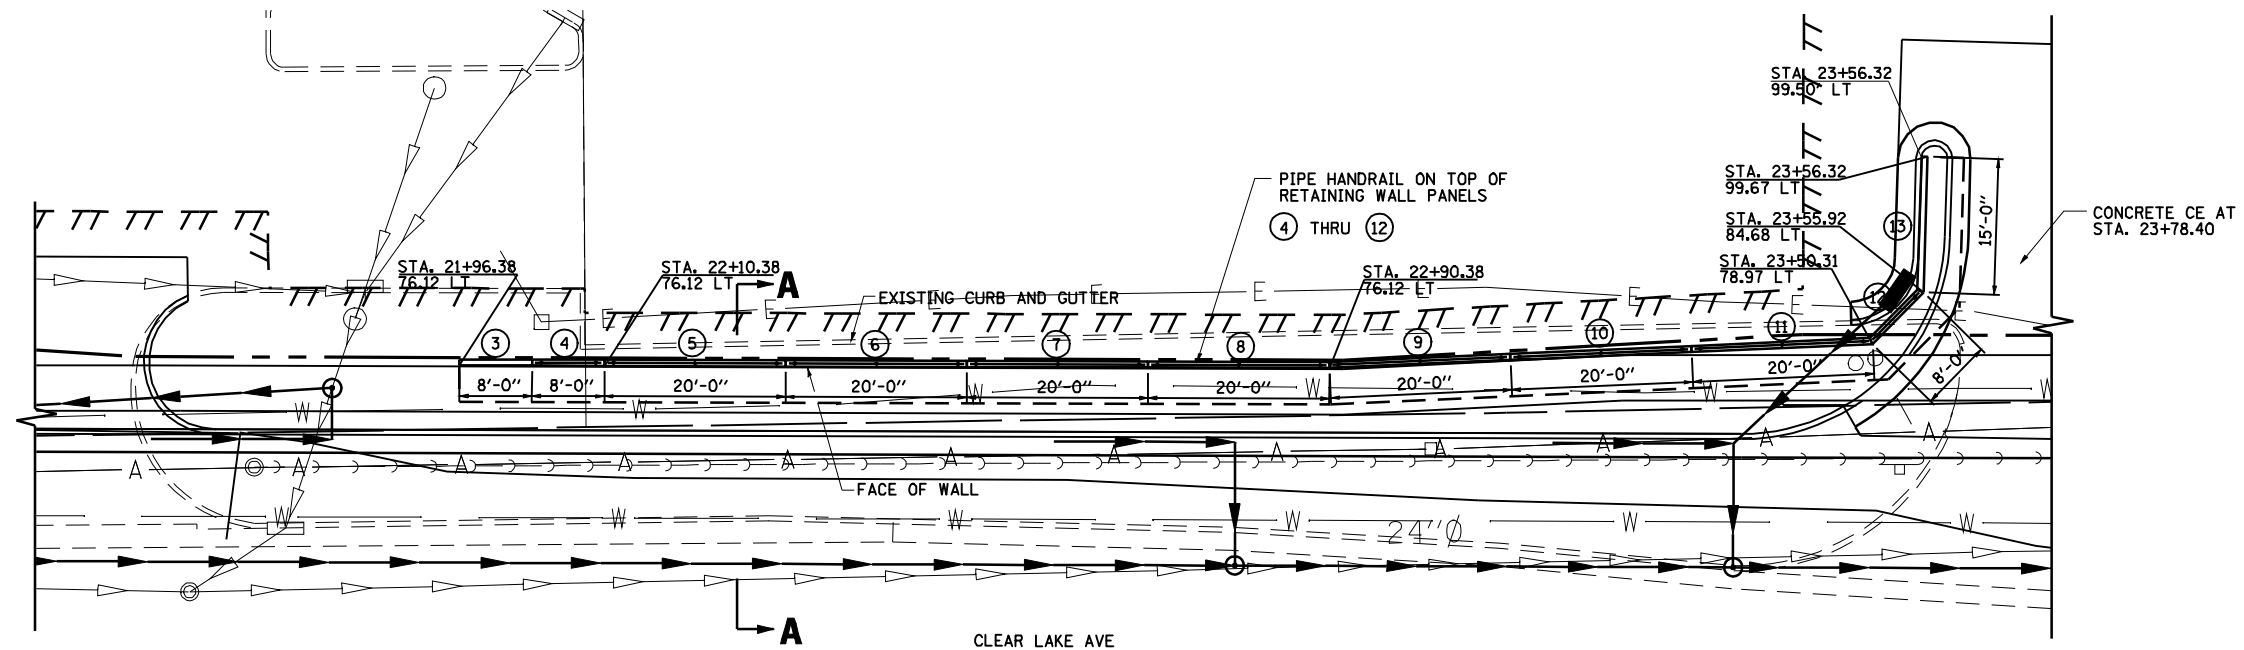 STA. 23+56.32
99.50' LT
STA. 23+56.32
99.67 LT
PIPE HANDRAIL ON TOP OF
RETAINING WALL PANELS
4 THRU 12
STA. 23+55.92
84.68 LT
13
15'-0"
CONCRETE CE AT
STA. 23+78.40
STA. 23+50.31
78.97 LT
STA. 21+96.38
76.12 LT
STA. 22+10.38
76.12 LT
A
STA. 22+90.38
76.12 LT
EXISTING CURB AND GUTTER
E E E E E E E E
3 4 5 6 7 8 9 10 11 12
8'-0" 8'-0" 20'-0" 20'-0" 20'-0" 20'-0" 20'-0" 20'-0" 20'-0" 8'-0"
W W W W W W
A A A A A A A A A A A A
FACE OF WALL
W W W W W W
24"Ø
A
CLEAR LAKE AVE